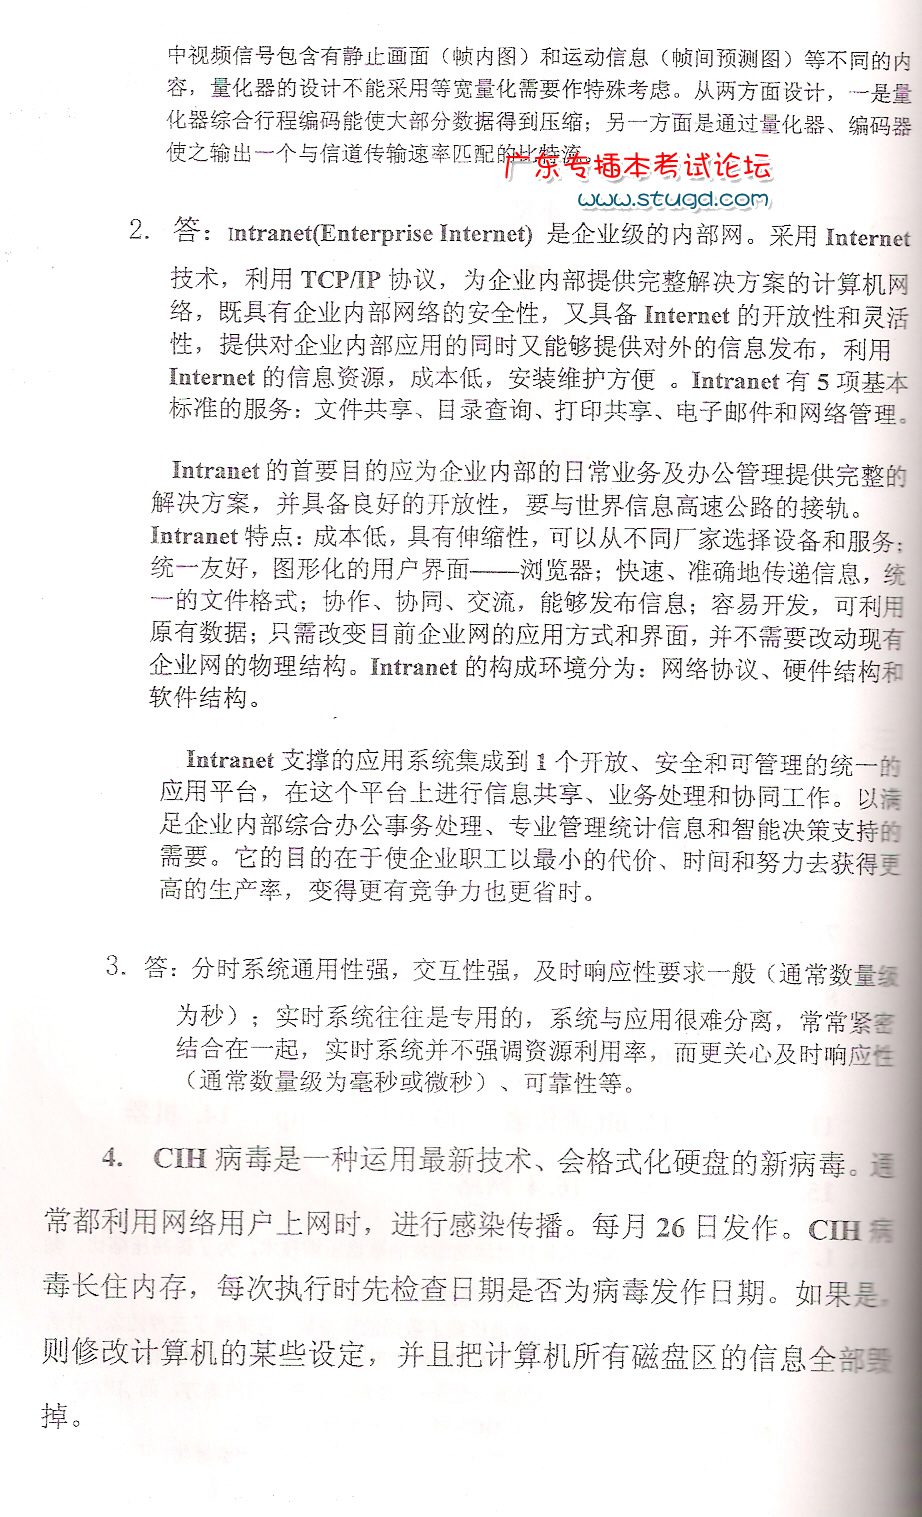 中视频信号包含有静止画面（帧内图）和运动信息（帧间预测图）等不同的内
容，量化器的设计不能采用等宽量化需要作特殊考虑。从两方面设计，一是量
化器综合行程编码能使大部分数据得到压缩；另一方面是通过量化器、编码器
使之输出一个与信道传输速率匹配的比特流。
广东专插本考试论坛
www.stugd.com
2. 答：Intranet(Enterprise Internet) 是企业级的内部网。采用 Internet
技术，利用 TCP/IP 协议，为企业内部提供完整解决方案的计算机网
络，既具有企业内部网络的安全性，又具备 Internet 的开放性和灵活
性，提供对企业内部应用的同时又能够提供对外的信息发布，利用
Internet 的信息资源，成本低，安装维护方便 。Intranet 有 5 项基本
标准的服务：文件共享、目录查询、打印共享、电子邮件和网络管理。
Intranet 的首要目的应为企业内部的日常业务及办公管理提供完整的
解决方案，并具备良好的开放性，要与世界信息高速公路的接轨。
Intranet 特点：成本低，具有伸缩性，可以从不同厂家选择设备和服务；
统一友好，图形化的用户界面——浏览器；快速、准确地传递信息，统
一的文件格式；协作、协同、交流，能够发布信息；容易开发，可利用
原有数据；只需改变目前企业网的应用方式和界面，并不需要改动现有
企业网的物理结构。Intranet 的构成环境分为：网络协议、硬件结构和
软件结构。
Intranet 支撑的应用系统集成到 1 个开放、安全和可管理的统一的
应用平台，在这个平台上进行信息共享、业务处理和协同工作。以满
足企业内部综合办公事务处理、专业管理统计信息和智能决策支持的
需要。它的目的在于使企业职工以最小的代价、时间和努力去获得更
高的生产率，变得更有竞争力也更省时。
3. 答：分时系统通用性强，交互性强，及时响应性要求一般（通常数量级
为秒）；实时系统往往是专用的，系统与应用很难分离，常常紧密
结合在一起，实时系统并不强调资源利用率，而更关心及时响应性
（通常数量级为毫秒或微秒）、可靠性等。
4. CIH 病毒是一种运用最新技术、会格式化硬盘的新病毒。通
常都利用网络用户上网时，进行感染传播。每月 26 日发作。CIH 病
毒长住内存，每次执行时先检查日期是否为病毒发作日期。如果是，
则修改计算机的某些设定，并且把计算机所有磁盘区的信息全部毁
掉。